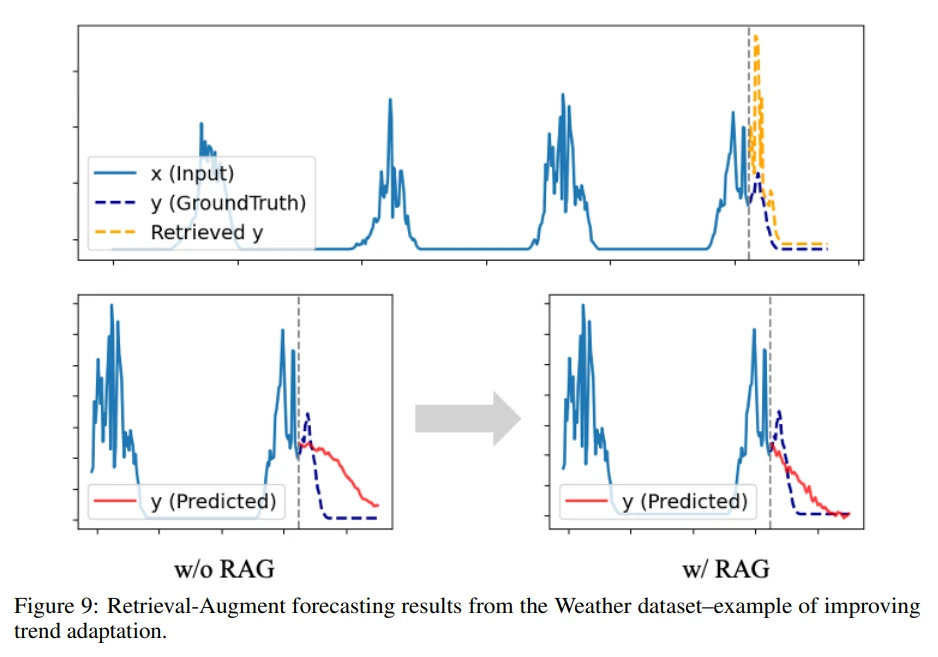 x (Input)
y (GroundTruth)
Retrieved y
y (Predicted)
y (Predicted)
w/o RAG
w/ RAG
Figure 9: Retrieval-Augment forecasting results from the Weather dataset–example of improving
trend adaptation.